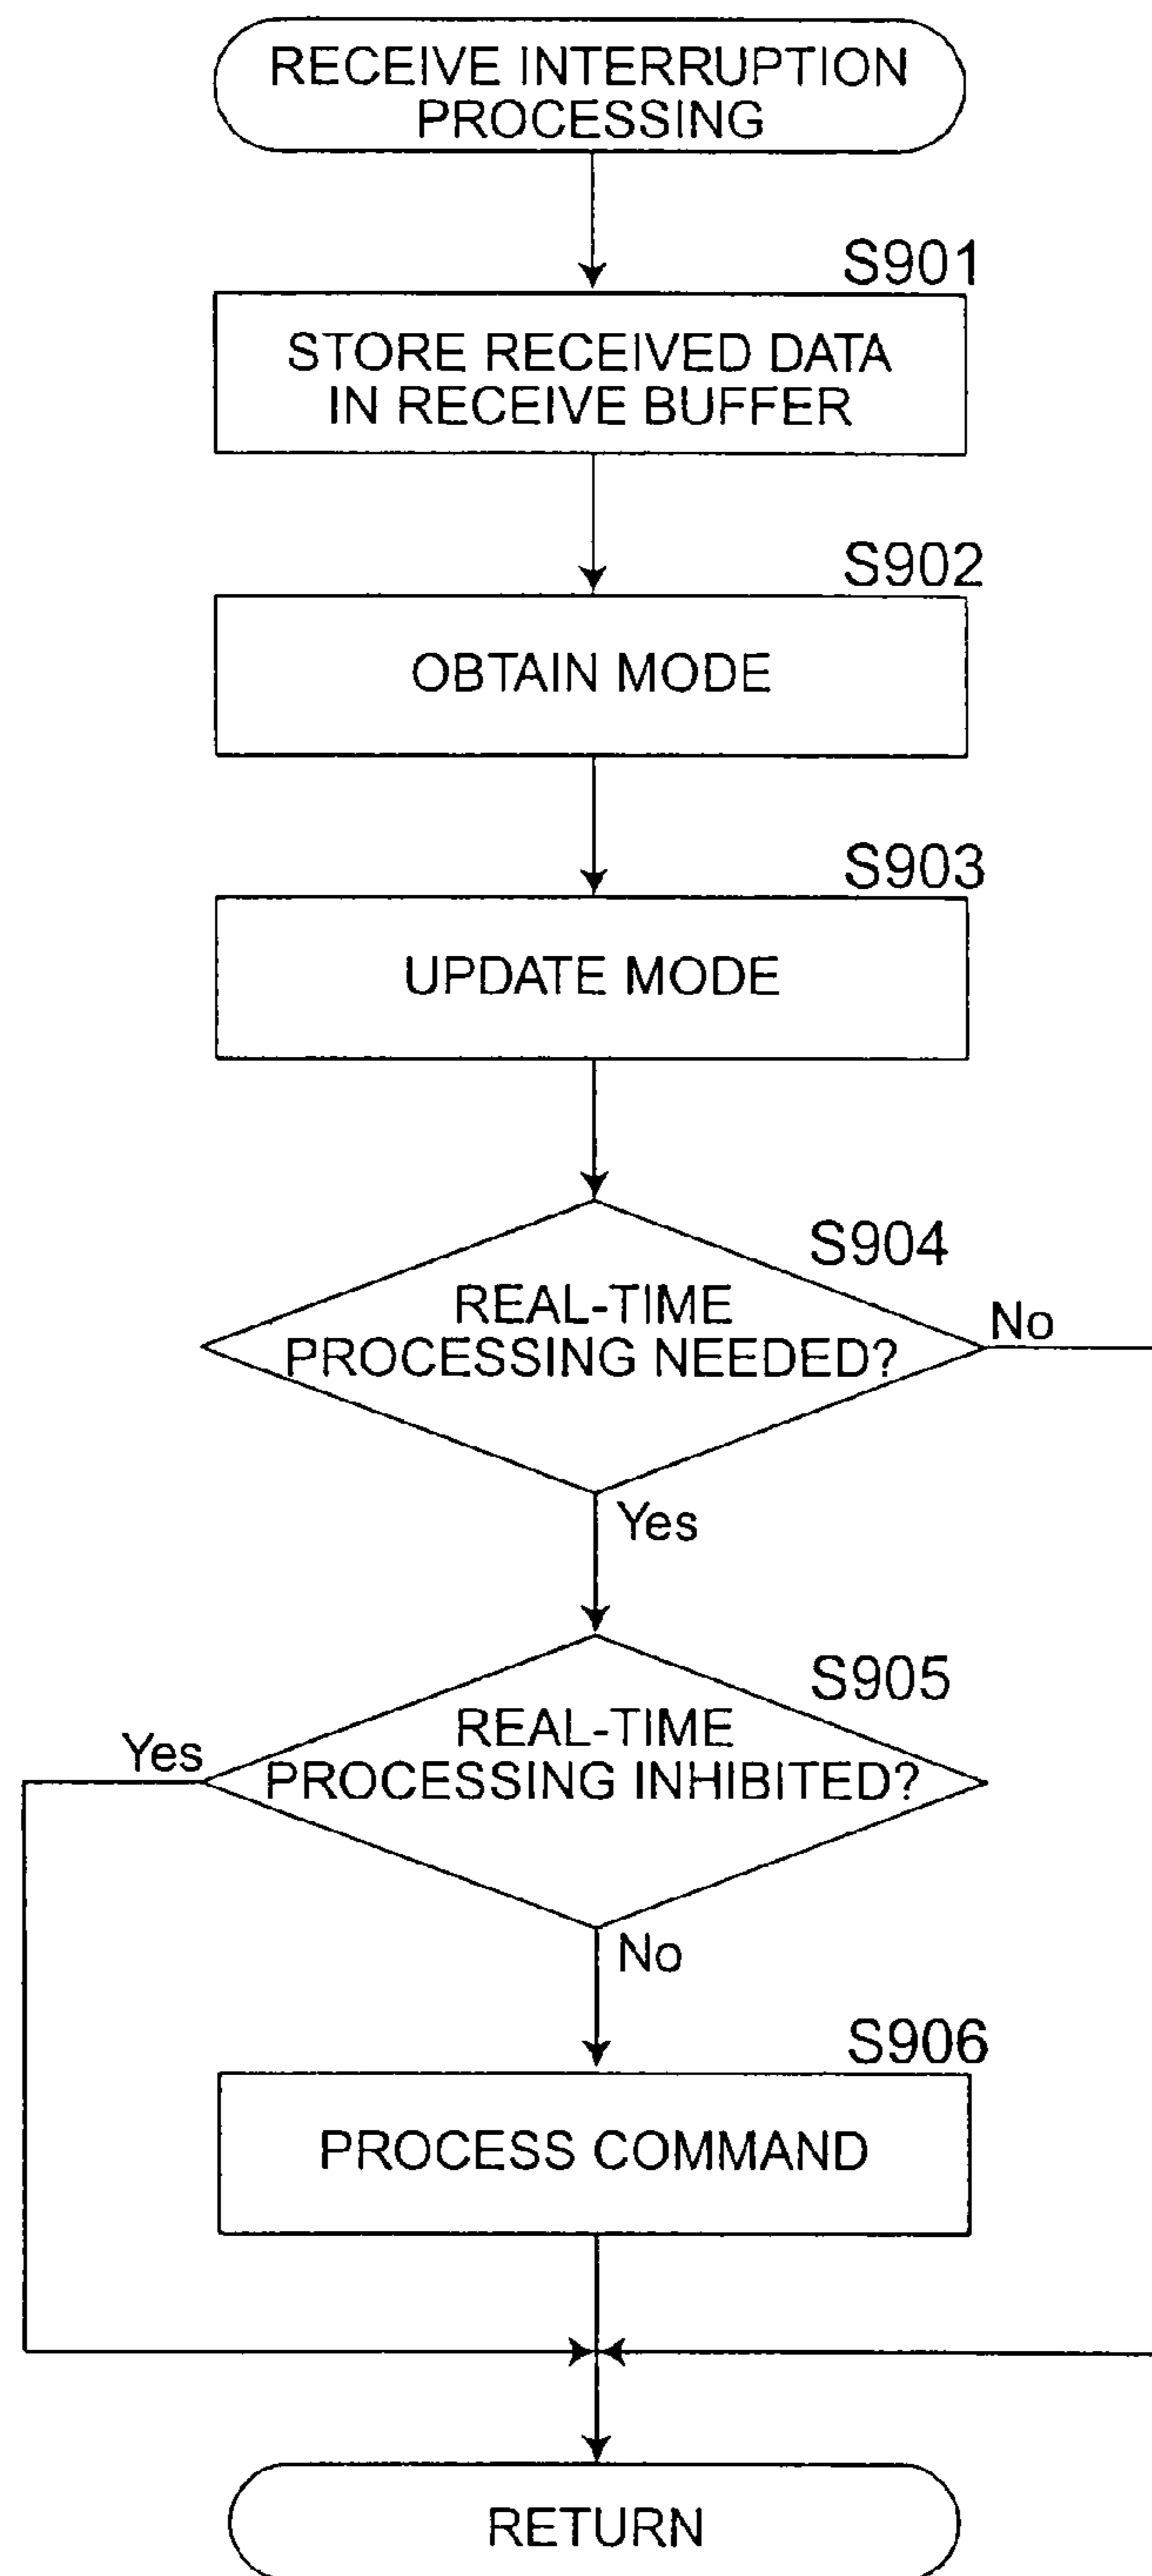 RECEIVE INTERRUPTION
PROCESSING
S901
STORE RECEIVED DATA
IN RECEIVE BUFFER
S902
OBTAIN MODE
S903
UPDATE MODE
S904
REAL-TIME
PROCESSING NEEDED?
No
Yes
S905
REAL-TIME
PROCESSING INHIBITED?
Yes
No
S906
PROCESS COMMAND
RETURN